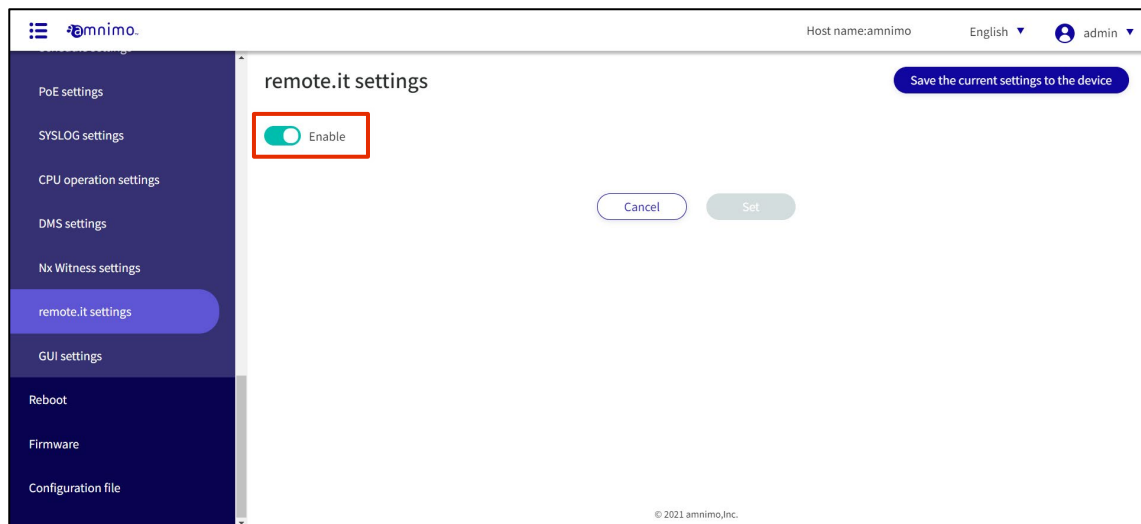 amnimo
Host name:amnimo
English
admin
PoE settings
SYSLOG settings
CPU operation settings
DMS settings
Nx Witness settings
remote.it settings
GUI settings
Reboot
Firmware
Configuration file
remote.it settings
Save the current settings to the device
Enable
Cancel
Set
© 2021 amnimo,Inc.